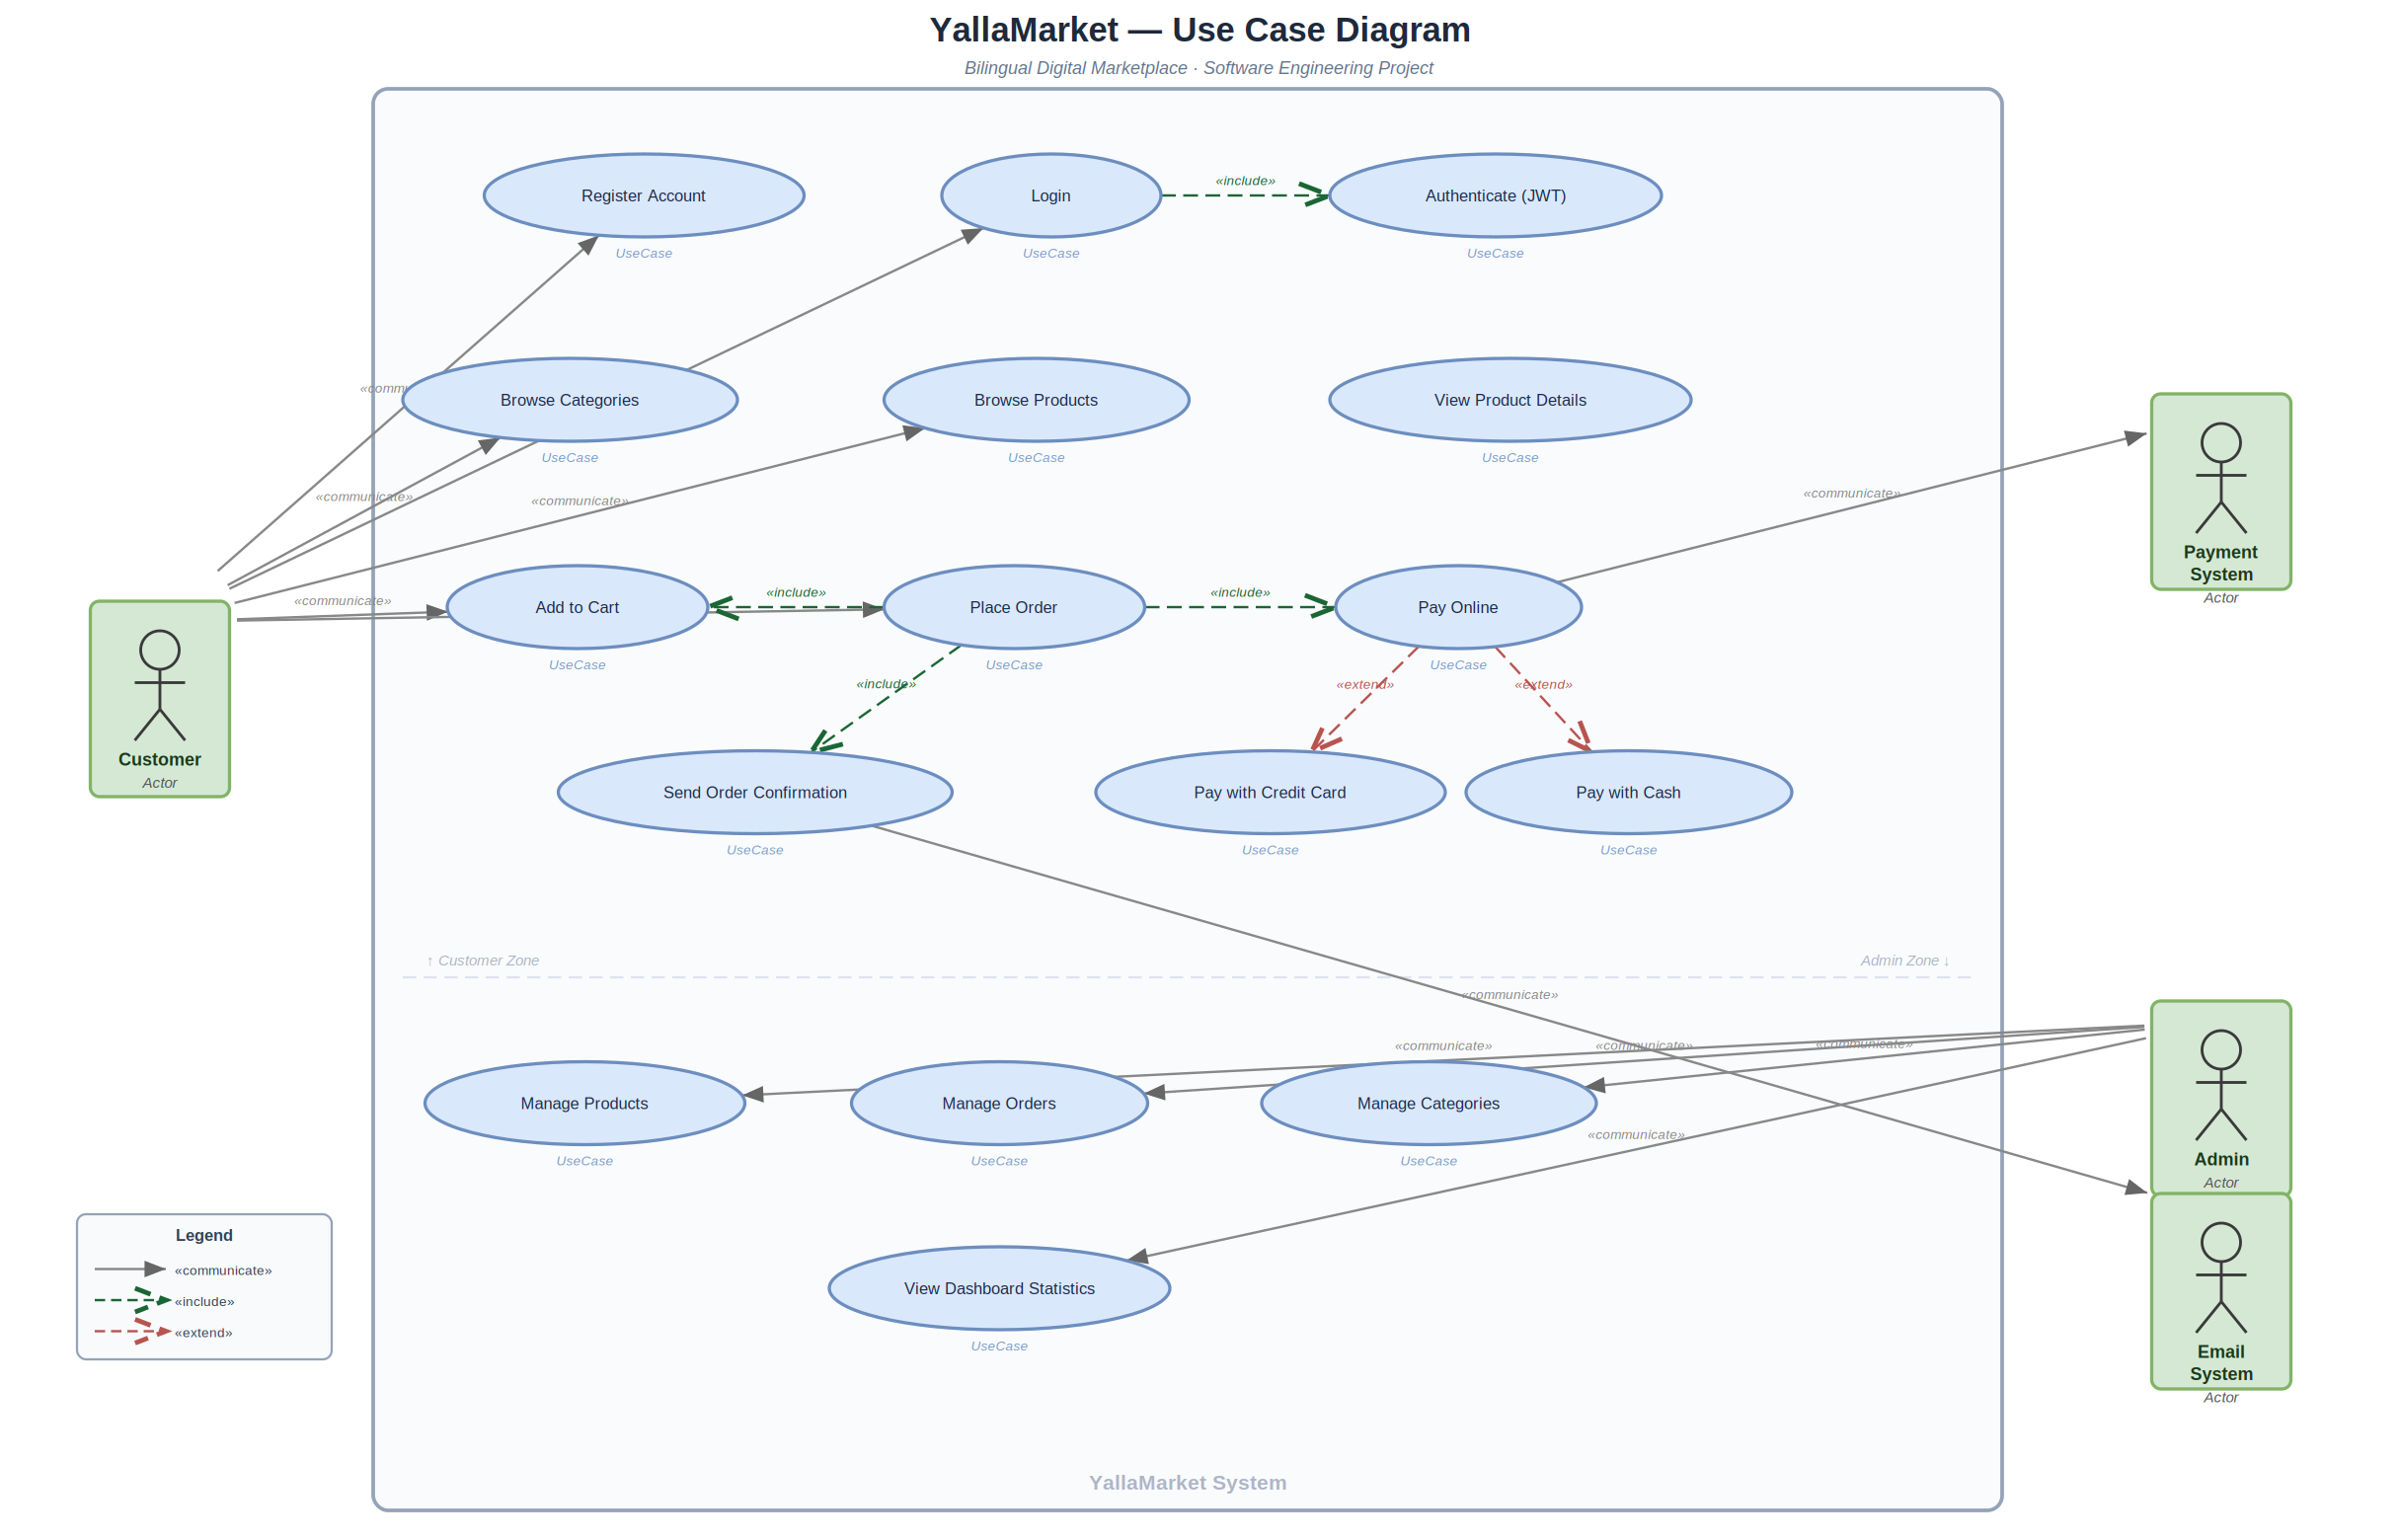 YallaMarket — Use Case Diagram
Bilingual Digital Marketplace · Software Engineering Project
Register Account
UseCase
Login
UseCase
«include»
Authenticate (JWT)
UseCase
Browse Categories
UseCase
Browse Products
UseCase
View Product Details
UseCase
«communicate»
«communicate»
«communicate»
«communicate»
Payment
System
Actor
Add to Cart
UseCase
«include»
Place Order
UseCase
«include»
Pay Online
UseCase
Customer
Actor
«include»
«extend»
«extend»
Send Order Confirmation
UseCase
Pay with Credit Card
UseCase
Pay with Cash
UseCase
↑ Customer Zone
Admin Zone ↓
«communicate»
«communicate»
«communicate»
«communicate»
Manage Products
UseCase
Manage Orders
UseCase
Manage Categories
UseCase
«communicate»
Admin
Actor
View Dashboard Statistics
UseCase
Email
System
Actor
Legend
«communicate»
«include»
«extend»
YallaMarket System